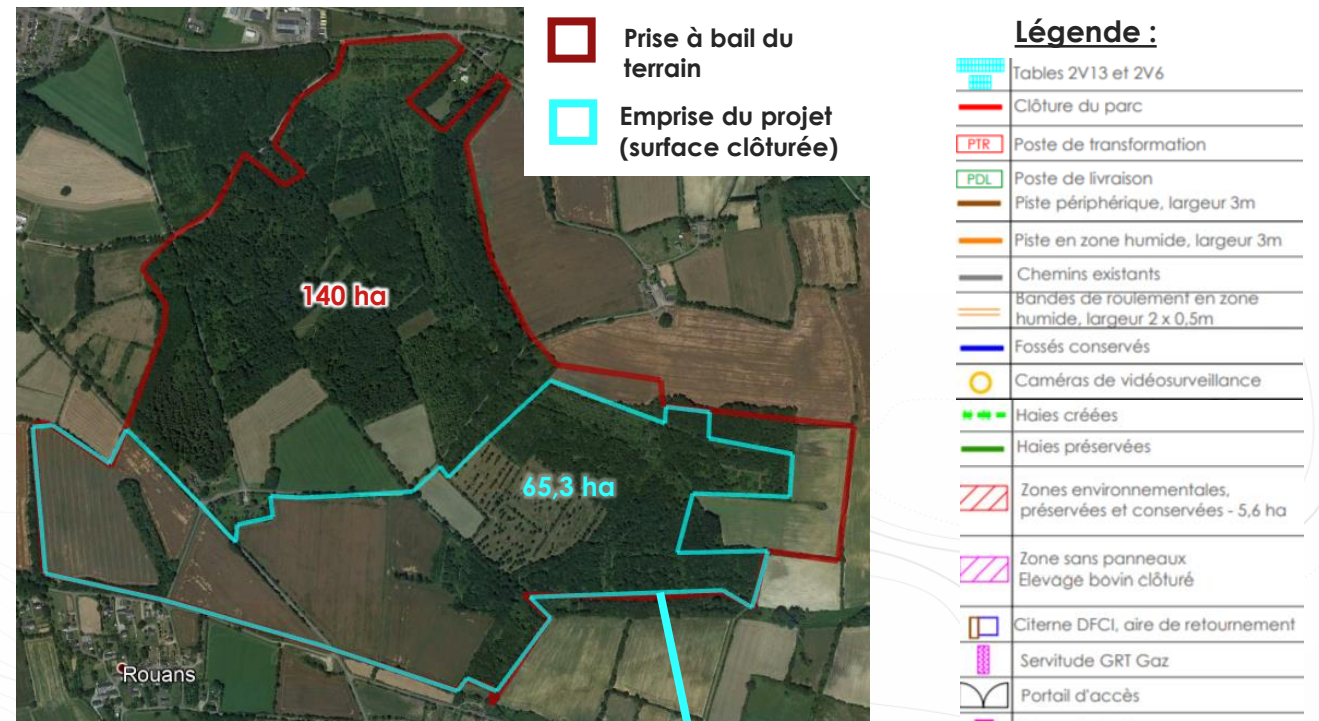 Prise à bail du
terrain
Emprise du projet
(surface clôturée)
140 ha
65,3 ha
Rouans
Légende :
Tables 2V13 et 2V6
Clôture du parc
PTR Poste de transformation
PDL Poste de livraison
Piste périphérique, largeur 3m
Piste en zone humide, largeur 3m
Chemins existants
Bandes de roulement en zone
humide, largeur 2 x 0,5m
Fossés conservés
Caméras de vidéosurveillance
Haies créées
Haies préservées
Zones environnementales,
préservées et conservées - 5,6 ha
Zone sans panneaux
Elevage bovin clôturé
Citerne DFCI, aire de retournement
Servitude GRT Gaz
Portail d'accès